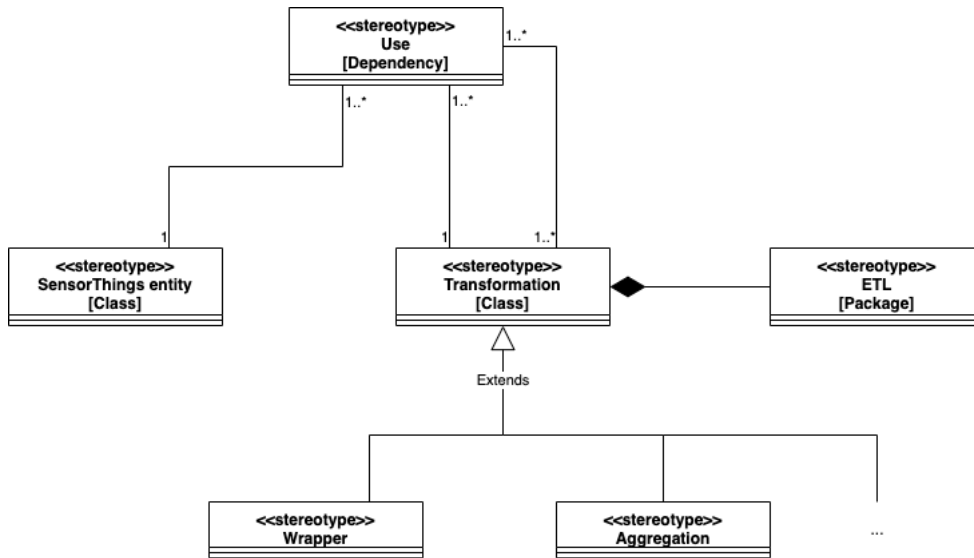 <<stereotype>>
Use
[Dependency]
1..*
1..*
1..*
1
1
1..*
<<stereotype>>
SensorThings entity
[Class]
<<stereotype>>
Transformation
[Class]
<<stereotype>>
ETL
[Package]
Extends
<<stereotype>>
Wrapper
<<stereotype>>
Aggregation
...